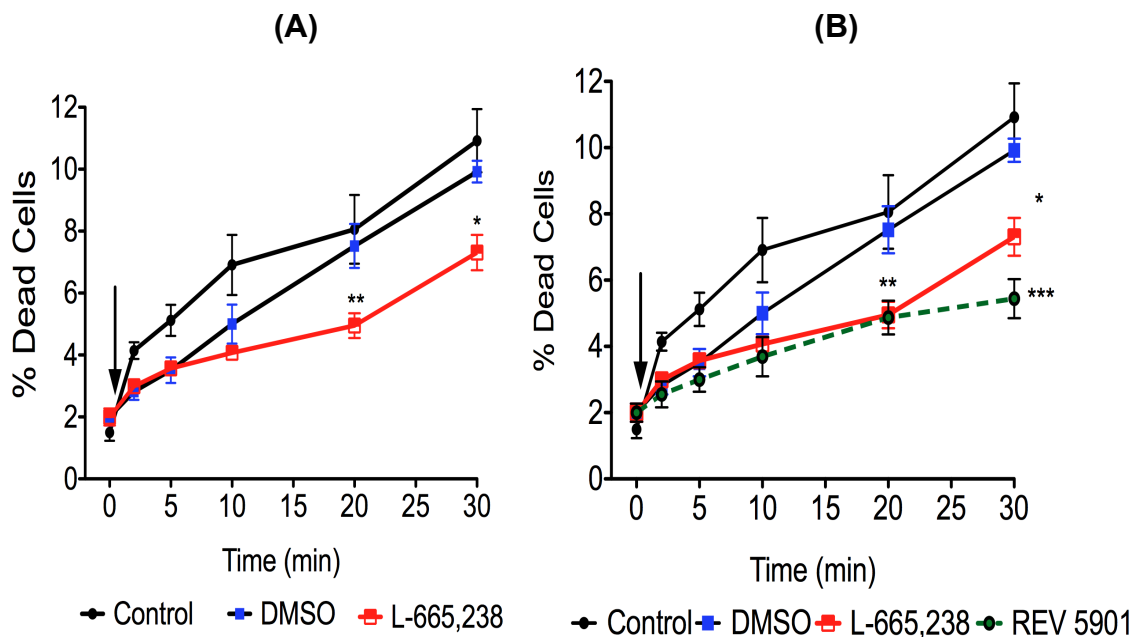 (A)
% Dead Cells
12
10
8
6
4
2
0
*
**
0 5 10 15 20 25 30
Time (min)
Control DMSO L-665,238
(B)
% Dead Cells
12
10
8
6
4
2
0
*
**
***
0 5 10 15 20 25 30
Time (min)
Control DMSO L-665,238 REV 5901